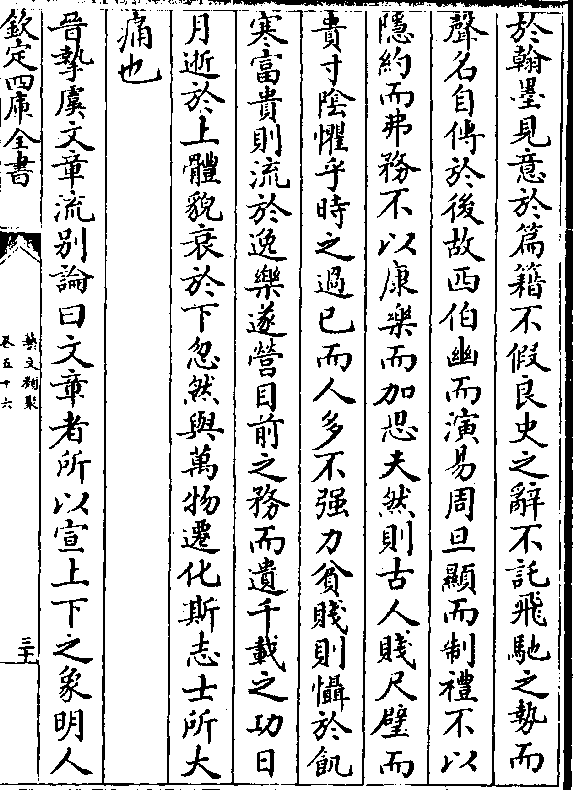 於翰墨見意於篇籍不假良史之辭不託飛馳之勢而
聲名自傳於後故西伯幽而演易周旦顯而制禮不以
隱約而弗務不以康樂而加思夫然則古人賤尺璧而
貴寸陰懼乎時之過已而人多不强力貧賤則懾於飢
寒富貴則流於逸樂遂營目前之務而遺千載之功日
月逝於上體貌衰於下忽然與萬物遷化斯志士所大
痛也
晉摯虞文章流别論曰文章者所以宣上下之象明人
欽定四庫全書
藝文類聚
卷五十六
三十